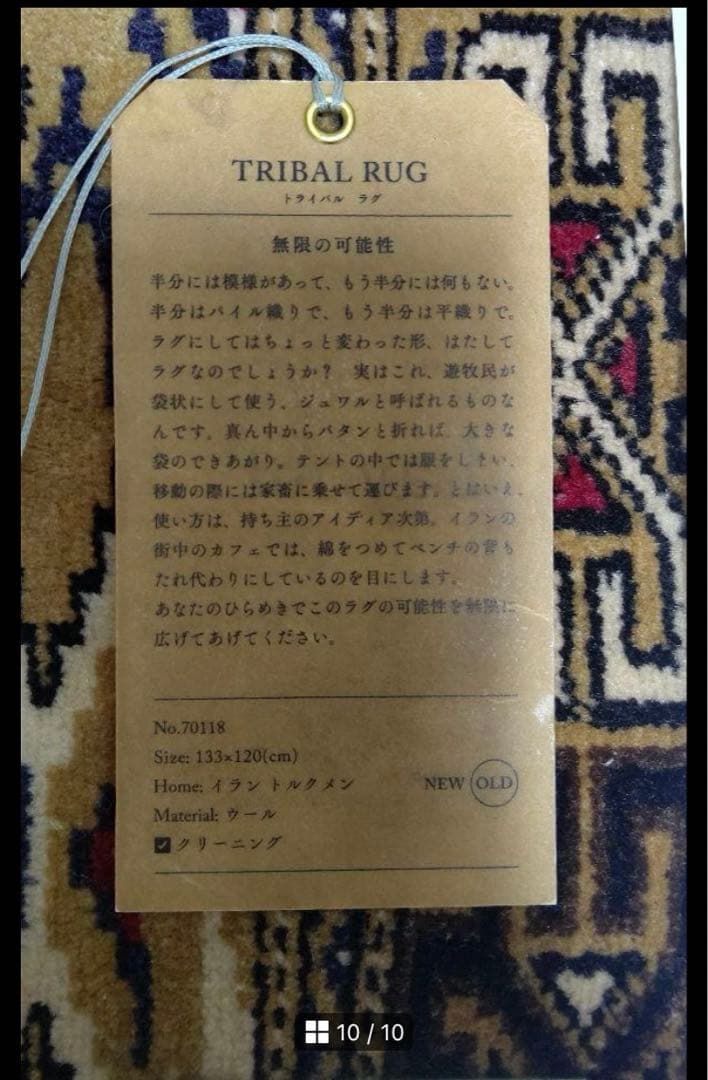 TRIBAL RUG
トライバル ラグ
無限の可能性
半分には模様があって、もう半分には何もない。
半分はパイル織りで、もう半分は平織りで。
ラグにしてはちょっと変わった形、はたして
ラグなのでしょうか？ 実はこれ、遊牧民が
袋状にして使う、ジュワルと呼ばれるものな
んです。真ん中からパタンと折れば、大きな
袋のできあがり。テントの中では服をしまい、
移動の際には家畜に乗せて運びます。とはいえ、
使い方は、持ち主のアイディア次第。イランの
街中のカフェでは、綿をつめてベンチの背も
たれ代わりにしているのを目にします。
あなたのひらめきでこのラグの可能性を無限に
広げてあげてください。
No.70118
Size: 133×120(cm)
Home: イラン トルクメン
NEW OLD
Material: ウール
☑ クリーニング
10 / 10